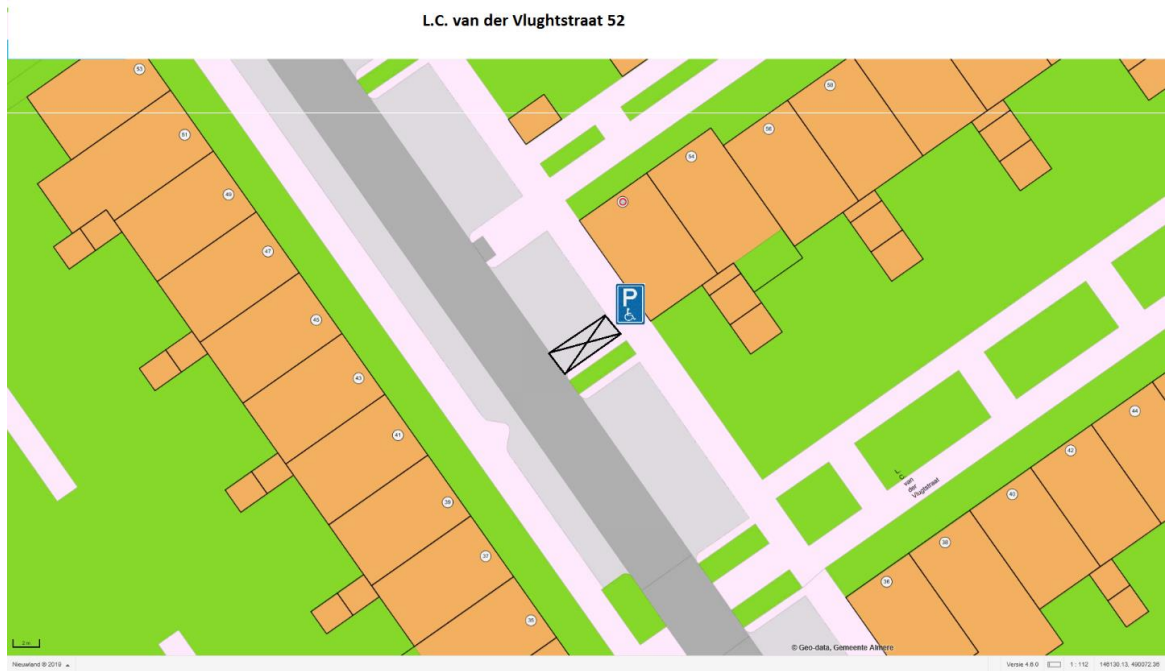 L.C. van der Vlughtstraat 52
53
51
49
47
45
43
41
39
37
35
54
56
58
P
L.
C.
van
der
Vlughtstraat
44
42
40
38
36
2 m
© Geo-data, Gemeente Almere
Nieuwland © 2019
Versie 4.6.0
1 : 112
146130.13, 490072.36